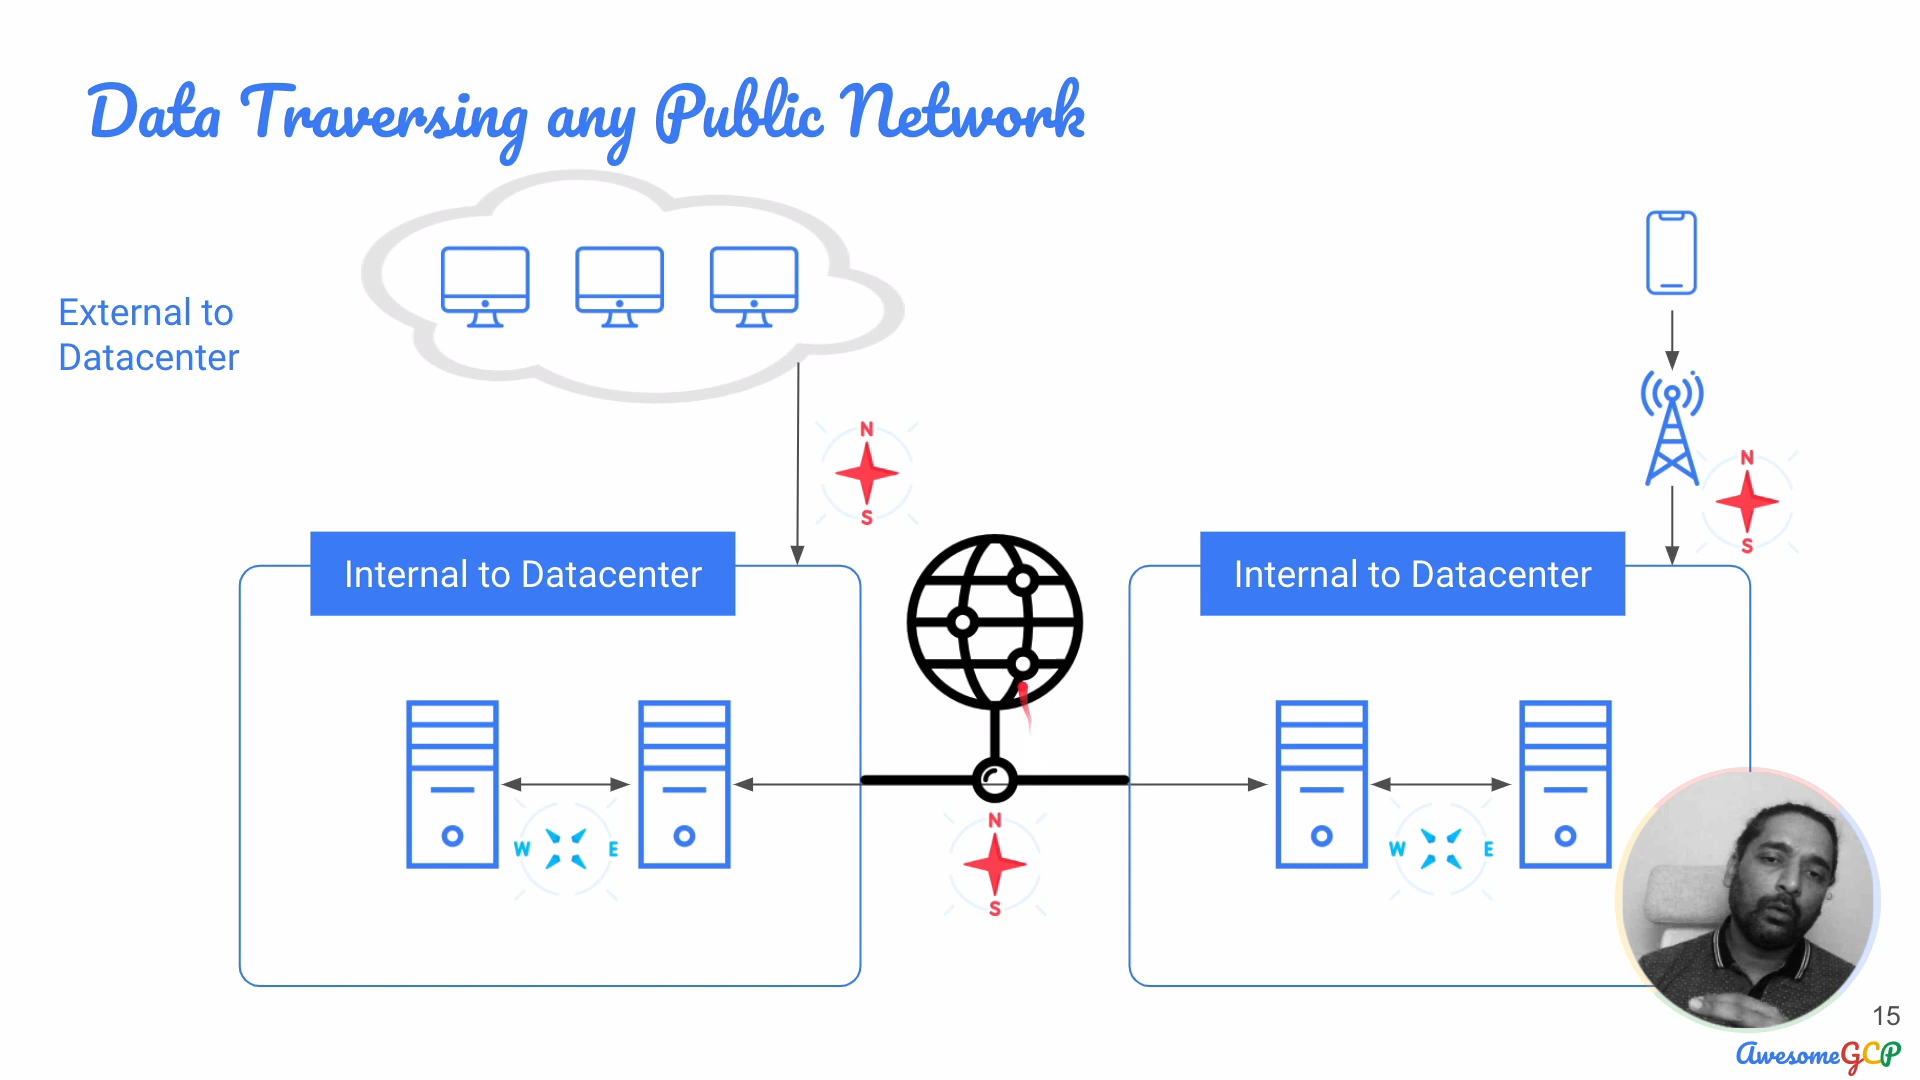 Data Traversing any Public Network
External to
Datacenter
N
S
N
S
Internal to Datacenter
Internal to Datacenter
W E
N
S
W E
15
AwesomeGCP